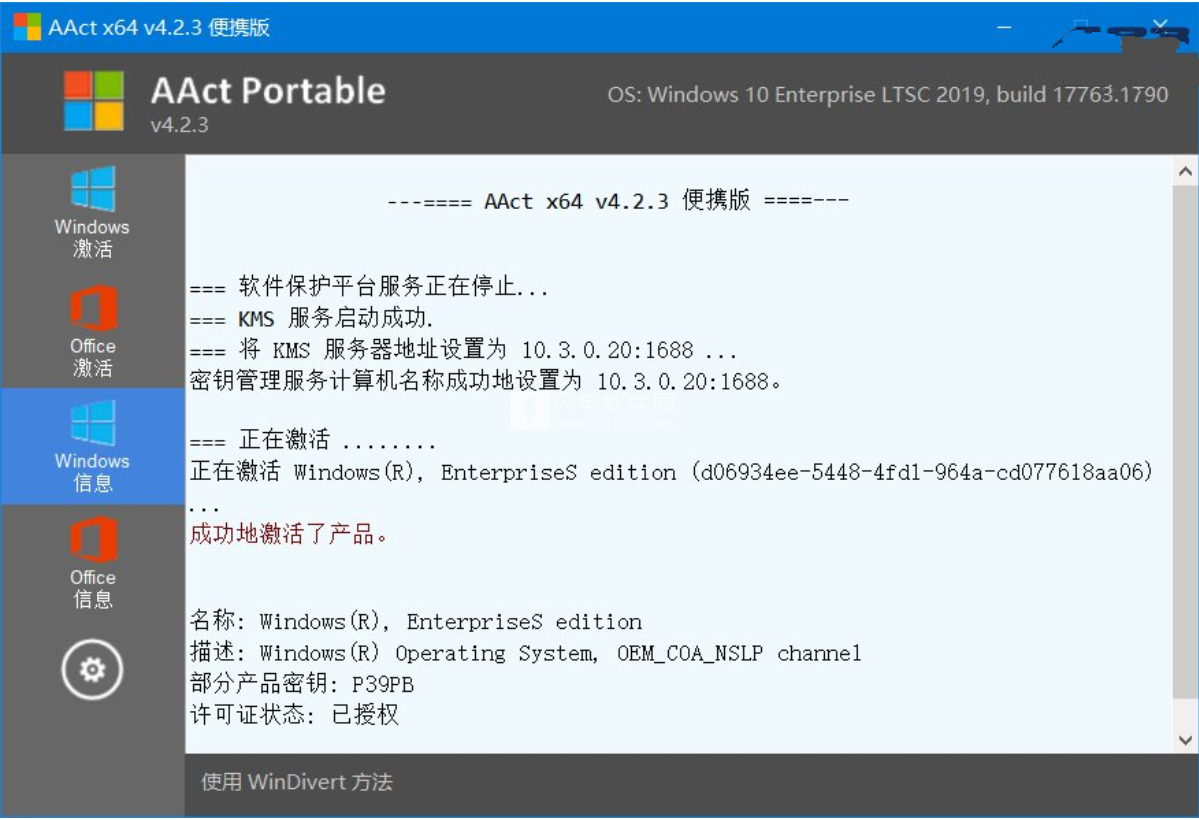 AAct x64 v4.2.3 便携版
AAct Portable
v4.2.3
OS: Windows 10 Enterprise LTSC 2019, build 17763.1790
Windows
激活
Office
激活
Windows
信息
Office
信息
---==== AAct x64 v4.2.3 便携版 ====---
=== 软件保护平台服务正在停止...
=== KMS 服务启动成功.
=== 将 KMS 服务器地址设置为 10.3.0.20:1688 ...
密钥管理服务计算机名称成功地设置为 10.3.0.20:1688。
=== 正在激活 ........
正在激活 Windows(R), EnterpriseS edition (d06934ee-5448-4fd1-964a-cd077618aa06)
...
成功地激活了产品。
名称: Windows(R), EnterpriseS edition
描述: Windows(R) Operating System, OEM_COA_NSLP channel
部分产品密钥: P39PB
许可证状态: 已授权
使用 WinDivert 方法